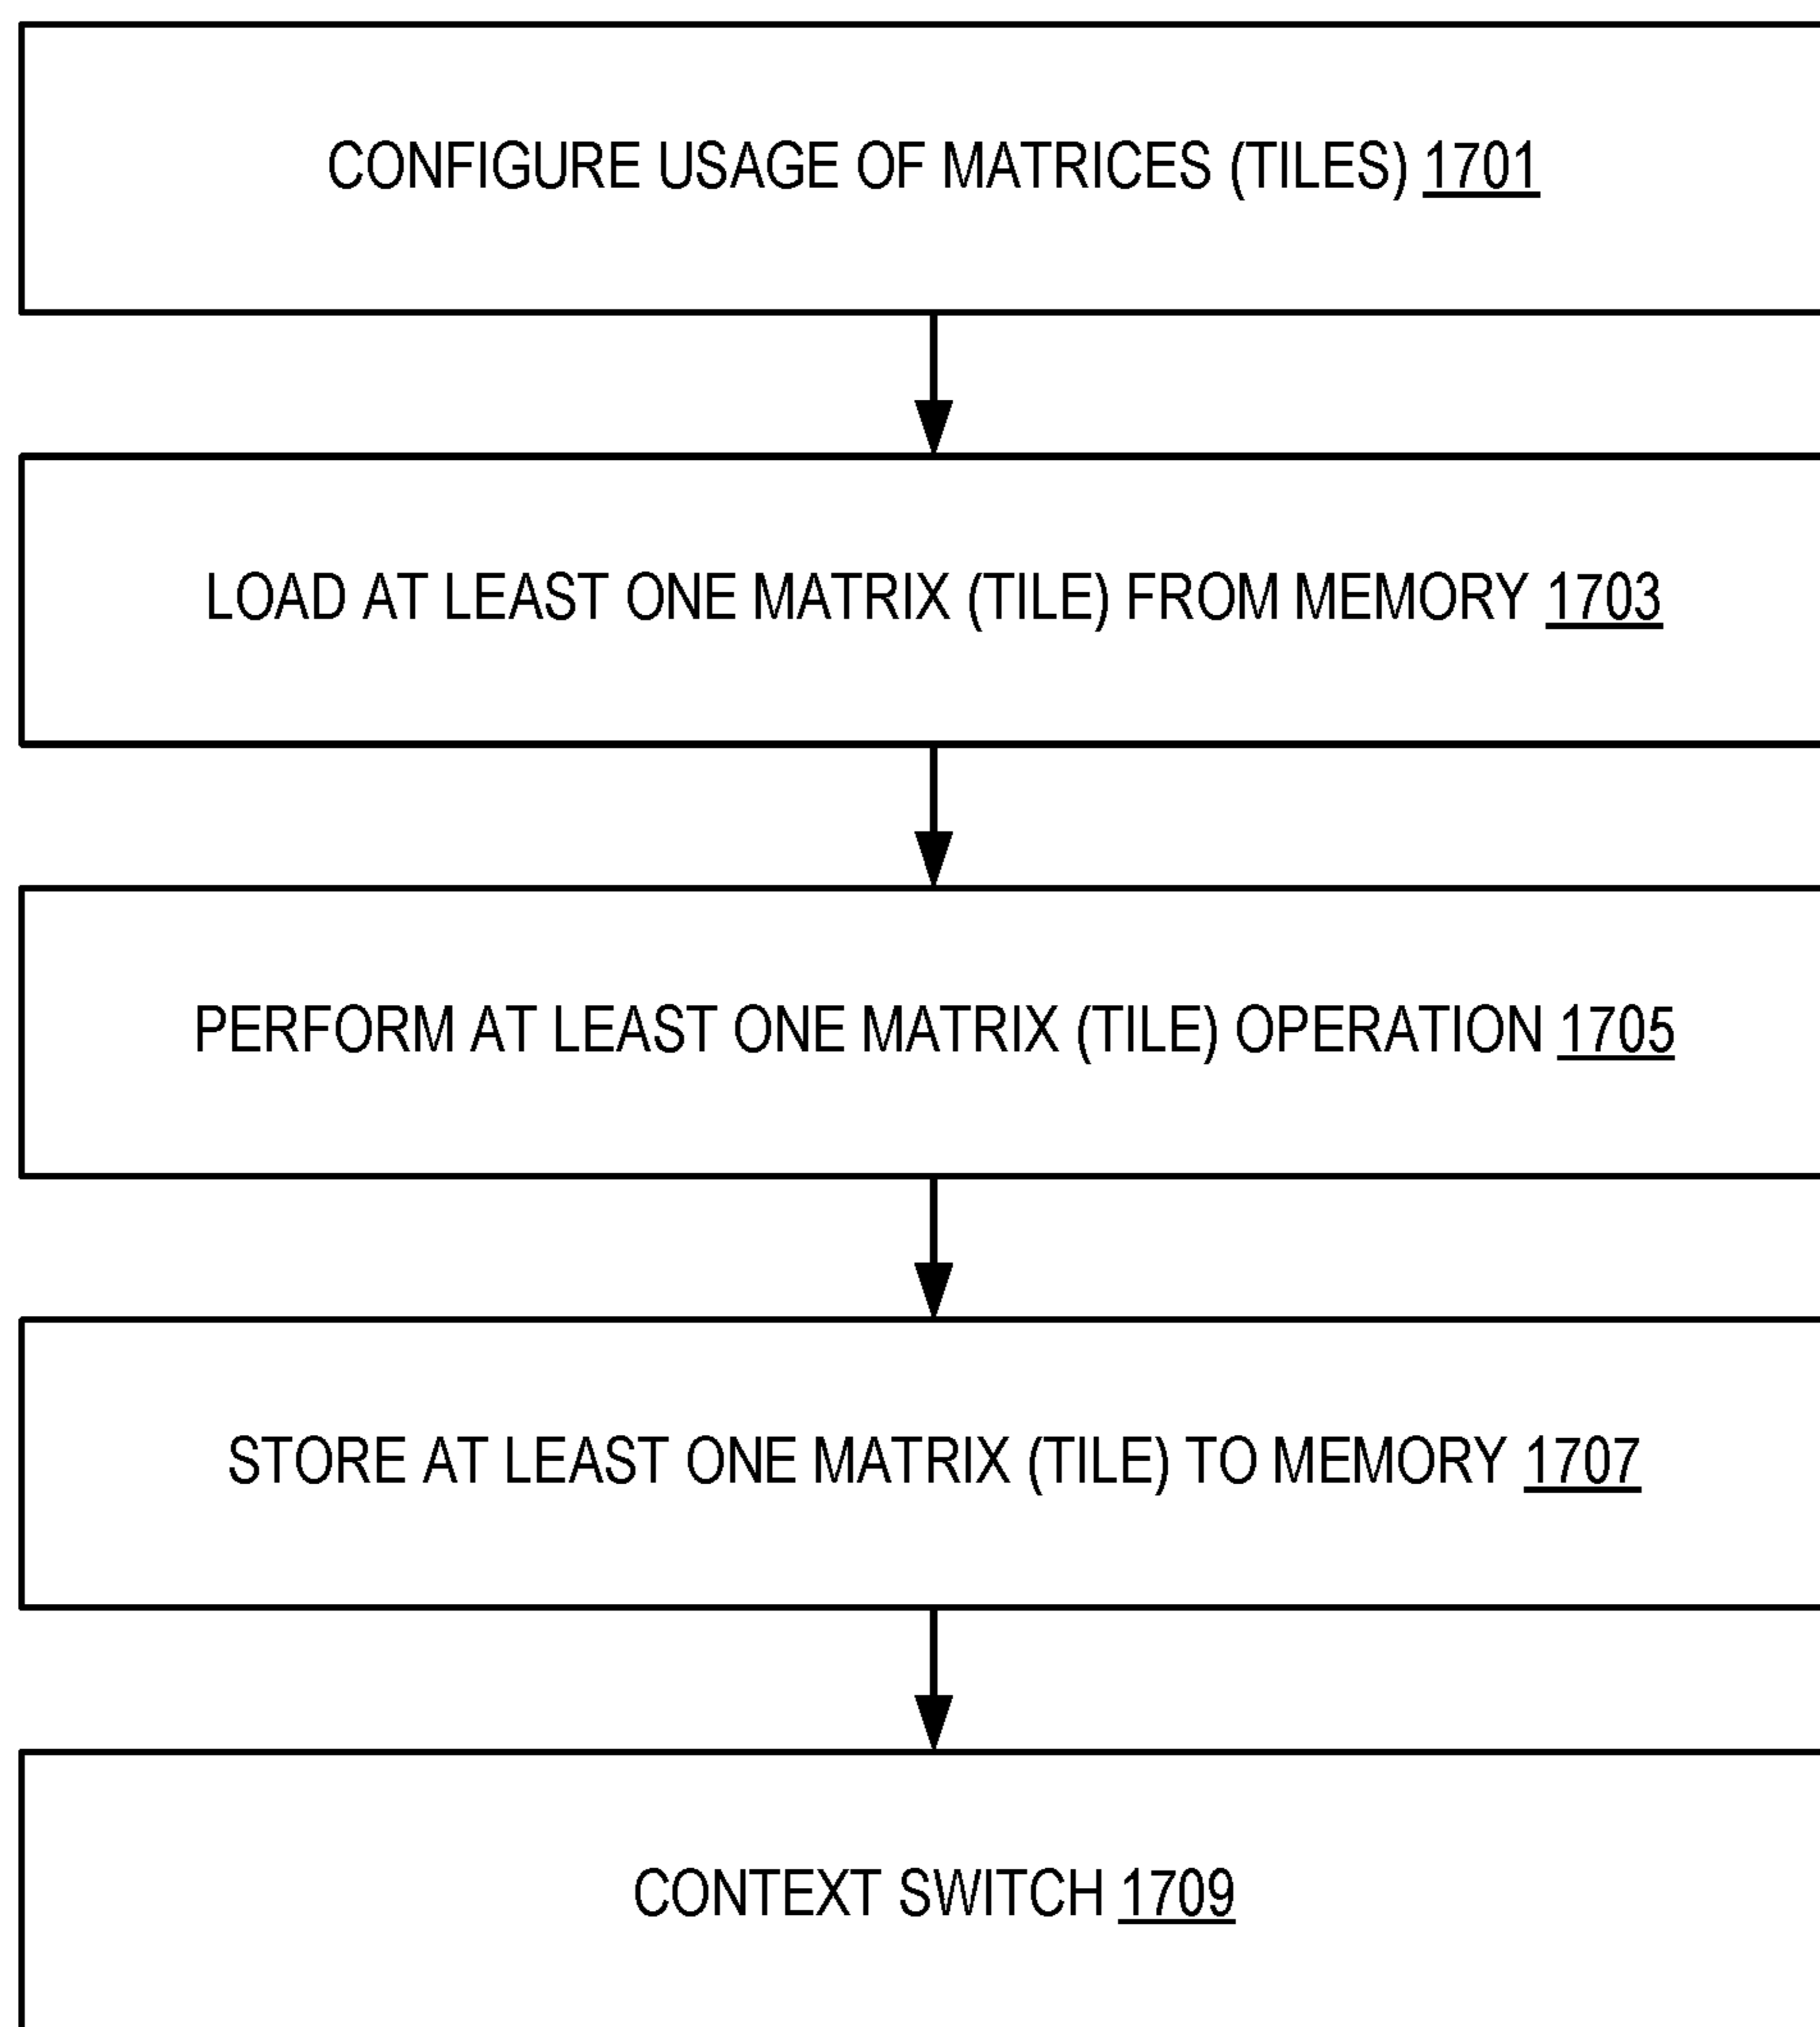 CONFIGURE USAGE OF MATRICES (TILES) 1701
LOAD AT LEAST ONE MATRIX (TILE) FROM MEMORY 1703
PERFORM AT LEAST ONE MATRIX (TILE) OPERATION 1705
STORE AT LEAST ONE MATRIX (TILE) TO MEMORY 1707
CONTEXT SWITCH 1709